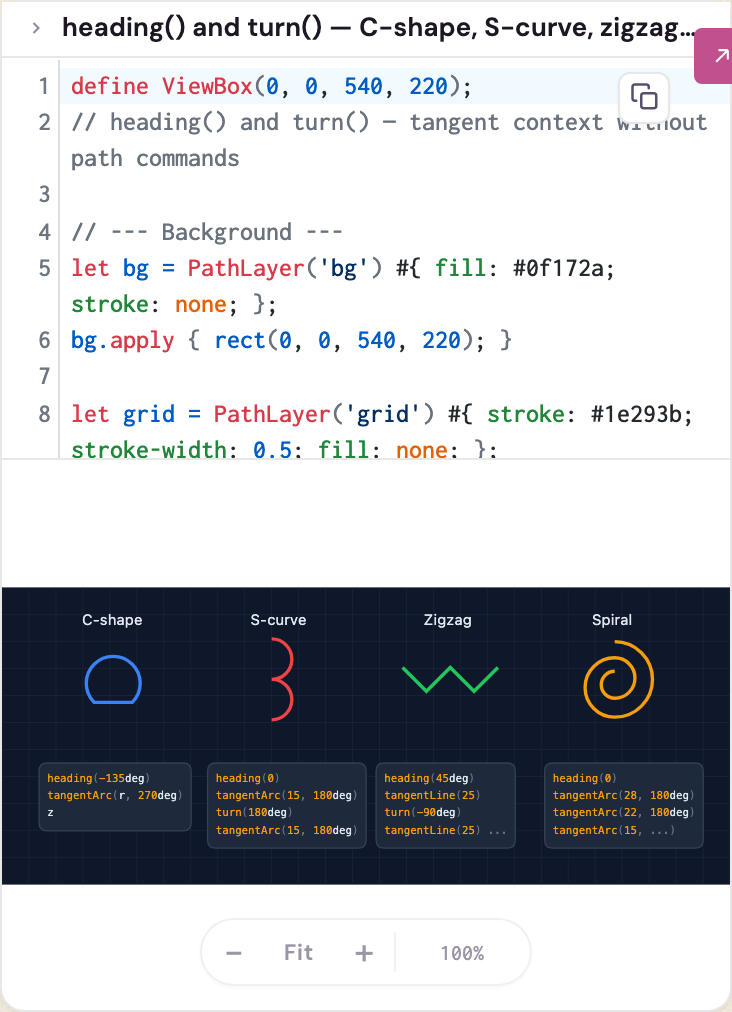 heading() and turn() — C-shape, S-curve, zigzag…
1 define ViewBox(0, 0, 540, 220);
2 // heading() and turn() — tangent context without
path commands
3
4 // --- Background ---
5 let bg = PathLayer('bg') #{ fill: #0f172a;
stroke: none; };
6 bg.apply { rect(0, 0, 540, 220); }
7
8 let grid = PathLayer('grid') #{ stroke: #1e293b;
stroke-width: 0.5; fill: none; };
C-shape
S-curve
Zigzag
Spiral
heading(−135deg)
tangentArc(r, 270deg)
z
heading(0)
tangentArc(15, 180deg)
turn(180deg)
tangentArc(15, 180deg)
heading(45deg)
tangentLine(25)
turn(−90deg)
tangentLine(25) ...
heading(0)
tangentArc(28, 180deg)
tangentArc(22, 180deg)
tangentArc(15, ...)
− Fit + 100%